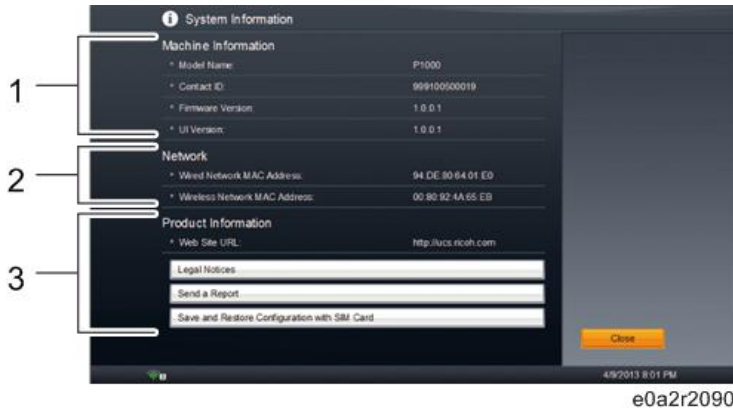 System Information
1
Machine Information
* Model Name: P1000
* Contact ID: 999100500019
* Firmware Version: 1.0.0.1
* UI Version: 1.0.0.1
2
Network
* Wired Network MAC Address: 94:DE:80:64:01:E0
* Wireless Network MAC Address: 00:80:92:4A:65:EB
3
Product Information
* Web Site URL: http://ucs.ricoh.com
Legal Notices
Send a Report
Save and Restore Configuration with SIM Card
Close
4/9/2013 8:01 PM
e0a2r2090